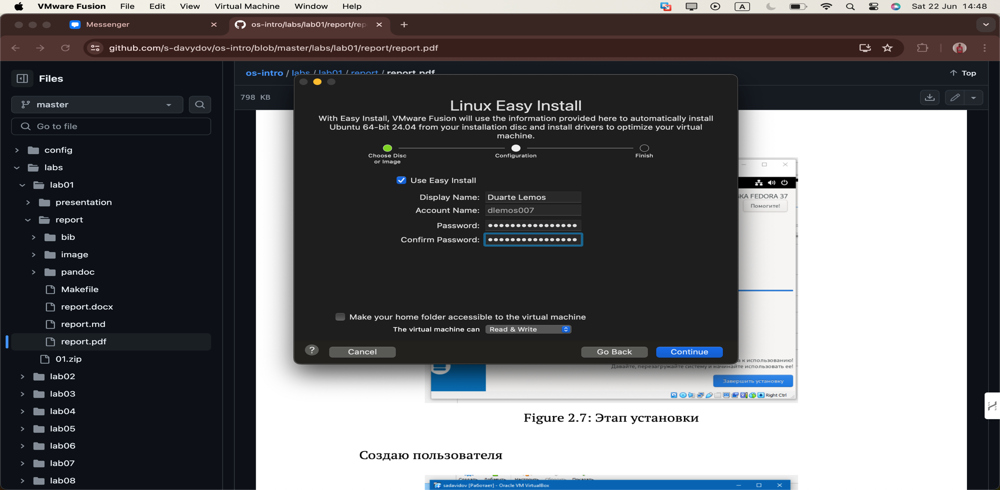 VMware Fusion File Edit View Virtual Machine Window Help A Sat 22 Jun 14:48
Messenger os-intro/labs/lab01/report/rep
github.com/s-davydov/os-intro/blob/master/labs/lab01/report/report.pdf
Files
master
Go to file
config
labs
lab01
presentation
report
bib
image
pandoc
Makefile
report.docx
report.md
report.pdf
01.zip
lab02
lab03
lab04
lab05
lab06
lab07
lab08
os-intro / labs / lab01 / report / report.pdf
Top
798 KB
Linux Easy Install
With Easy Install, VMware Fusion will use the information provided here to automatically install
Ubuntu 64-bit 24.04 from your installation disc and install drivers to optimize your virtual
machine.
Choose Disc
or Image
Configuration
Finish
Use Easy Install
Display Name: Duarte Lemos
Account Name: dlemos007
Password: ••••••••••••••••
Confirm Password: ••••••••••••••••
Make your home folder accessible to the virtual machine
The virtual machine can Read & Write
? Cancel Go Back Continue
КА FEDORA 37
Помогите!
а к использованию!
Давайте, перезагружайте систему и начинайте использовать ее!
Завершить установку
Right Ctrl
Figure 2.7: Этап установки
Создаю пользователя
Создать Добавить Настроить Сбросить Показать
sadavidov [Работает] - Oracle VM VirtualBox